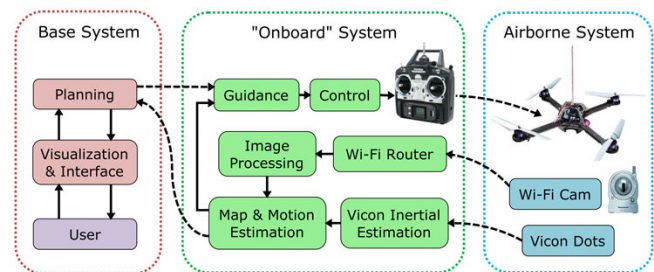 Base System
"Onboard" System
Airborne System
Planning
Guidance
Control
Visualization
& Interface
Image
Processing
Wi-Fi Router
Wi-Fi Cam
User
Map & Motion
Estimation
Vicon Inertial
Estimation
Vicon Dots